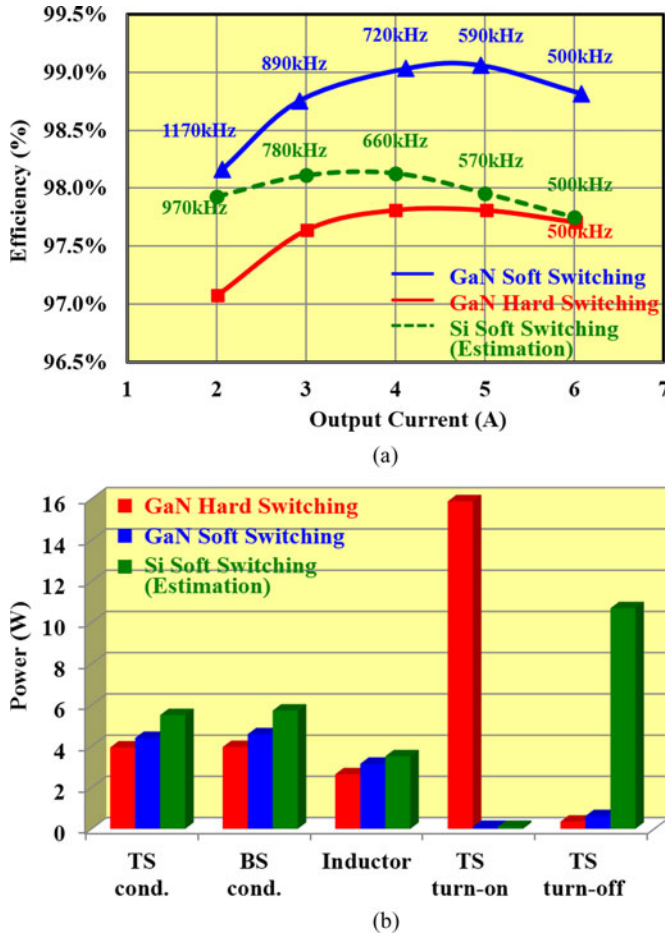 99.5%
720kHz
590kHz
500kHz
890kHz
99.0%
98.5%
1170kHz
780kHz
660kHz
570kHz
500kHz
98.0%
970kHz
500kHz
97.5%
GaN Soft Switching
97.0%
GaN Hard Switching
Si Soft Switching
(Estimation)
96.5%
Efficiency (%)
1 2 3 4 5 6 7
Output Current (A)
(a)
16
GaN Hard Switching
14
GaN Soft Switching
12
Si Soft Switching
(Estimation)
10
8
6
4
2
0
Power (W)
TS BS Inductor TS TS
cond. cond. turn-on turn-off
(b)